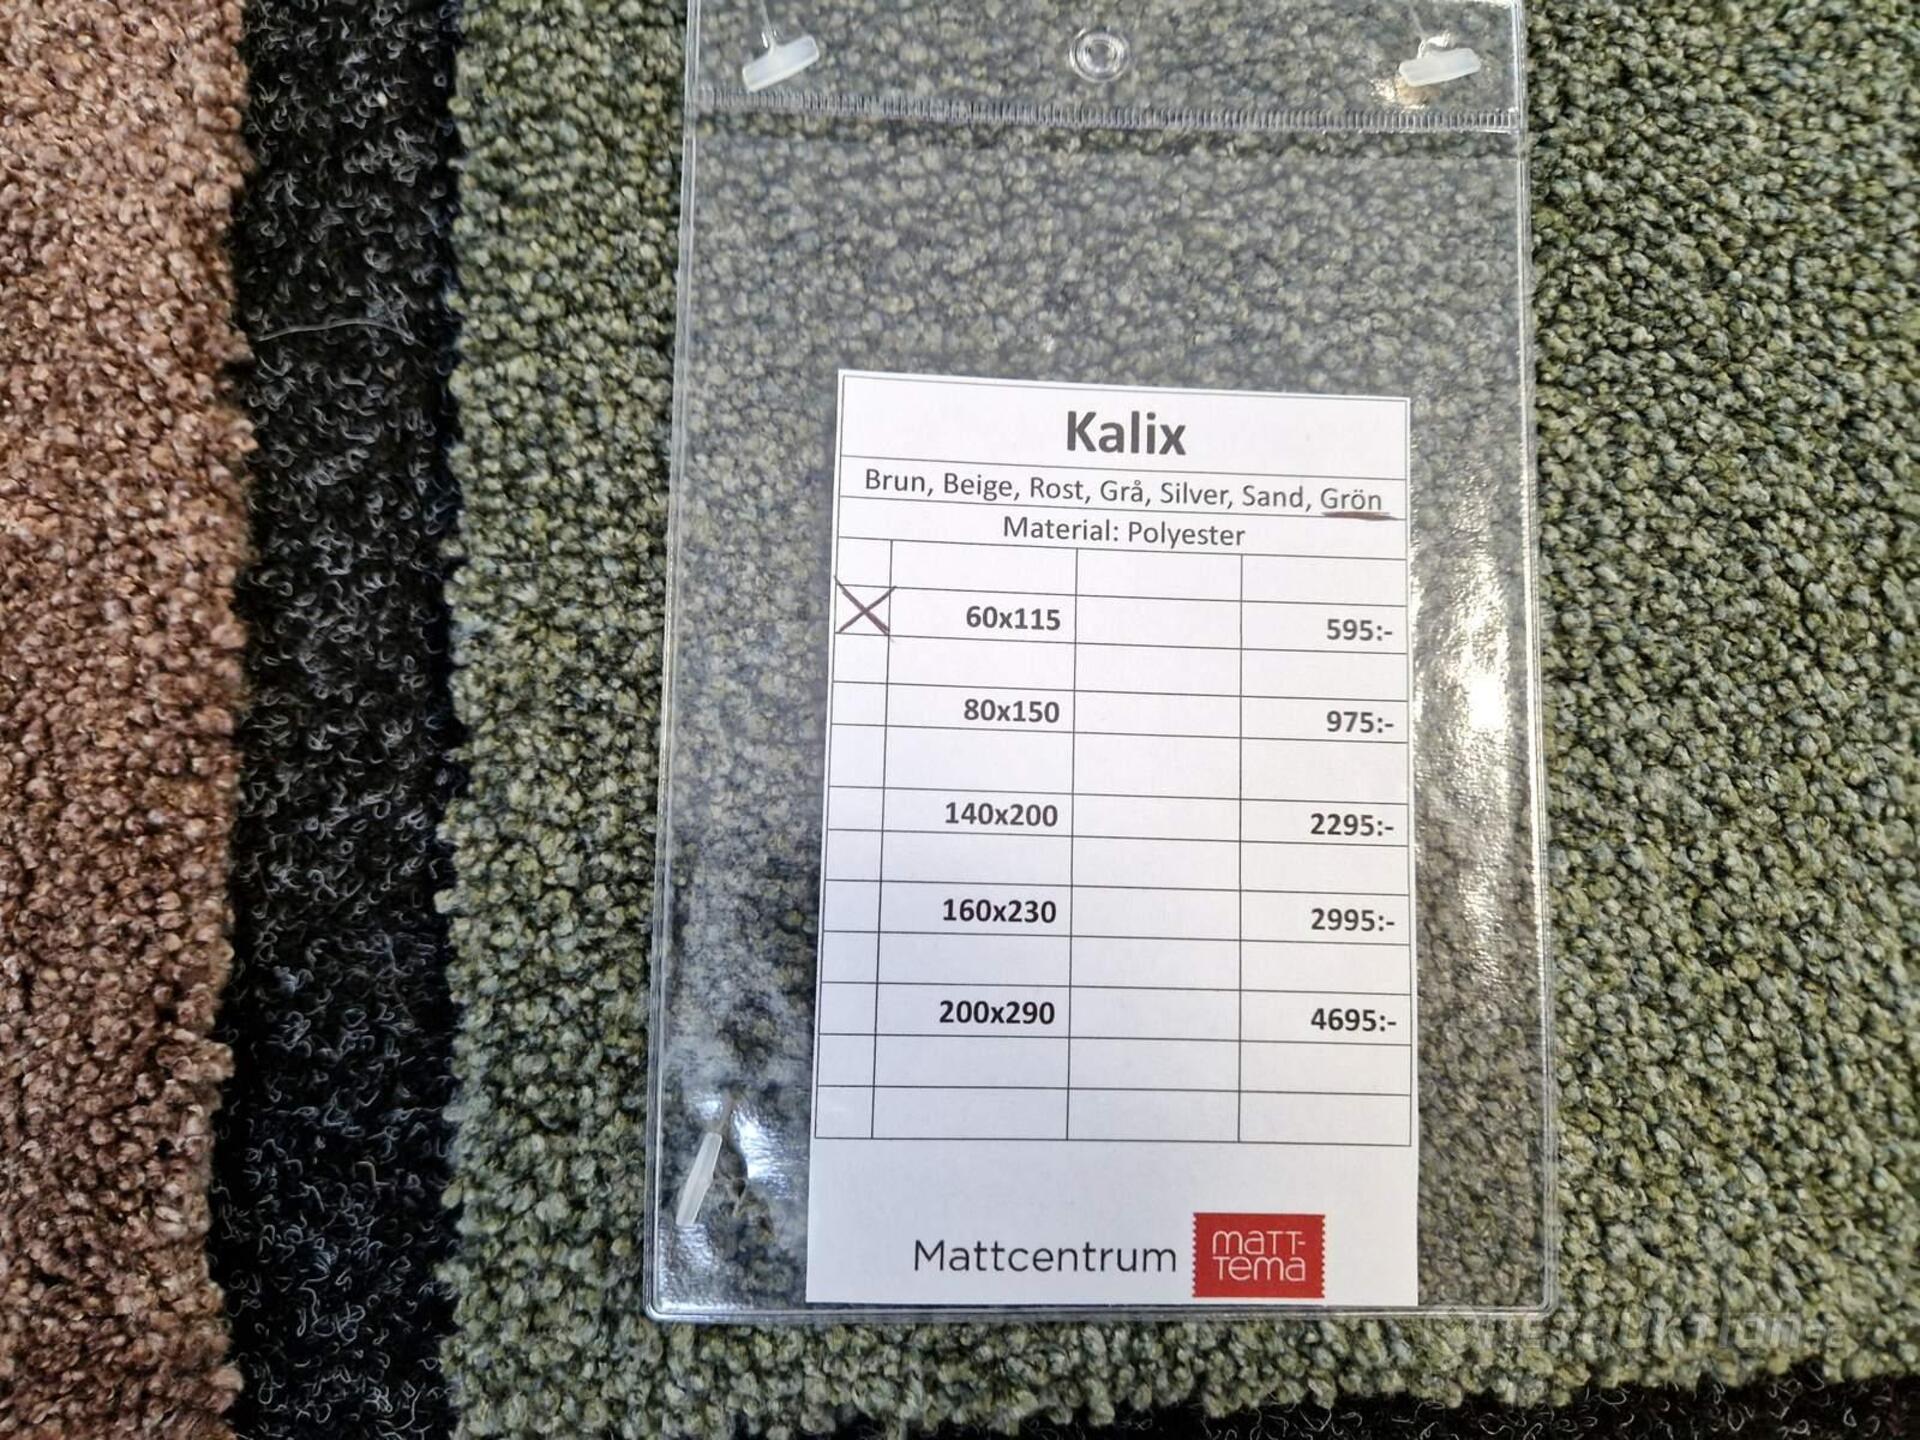 Kalix
Brun, Beige, Rost, Grå, Silver, Sand, Grön
Material: Polyester
60x115 595:-
80x150 975:-
140x200 2295:-
160x230 2995:-
200x290 4695:-
Mattcentrum
maTT-
Tema